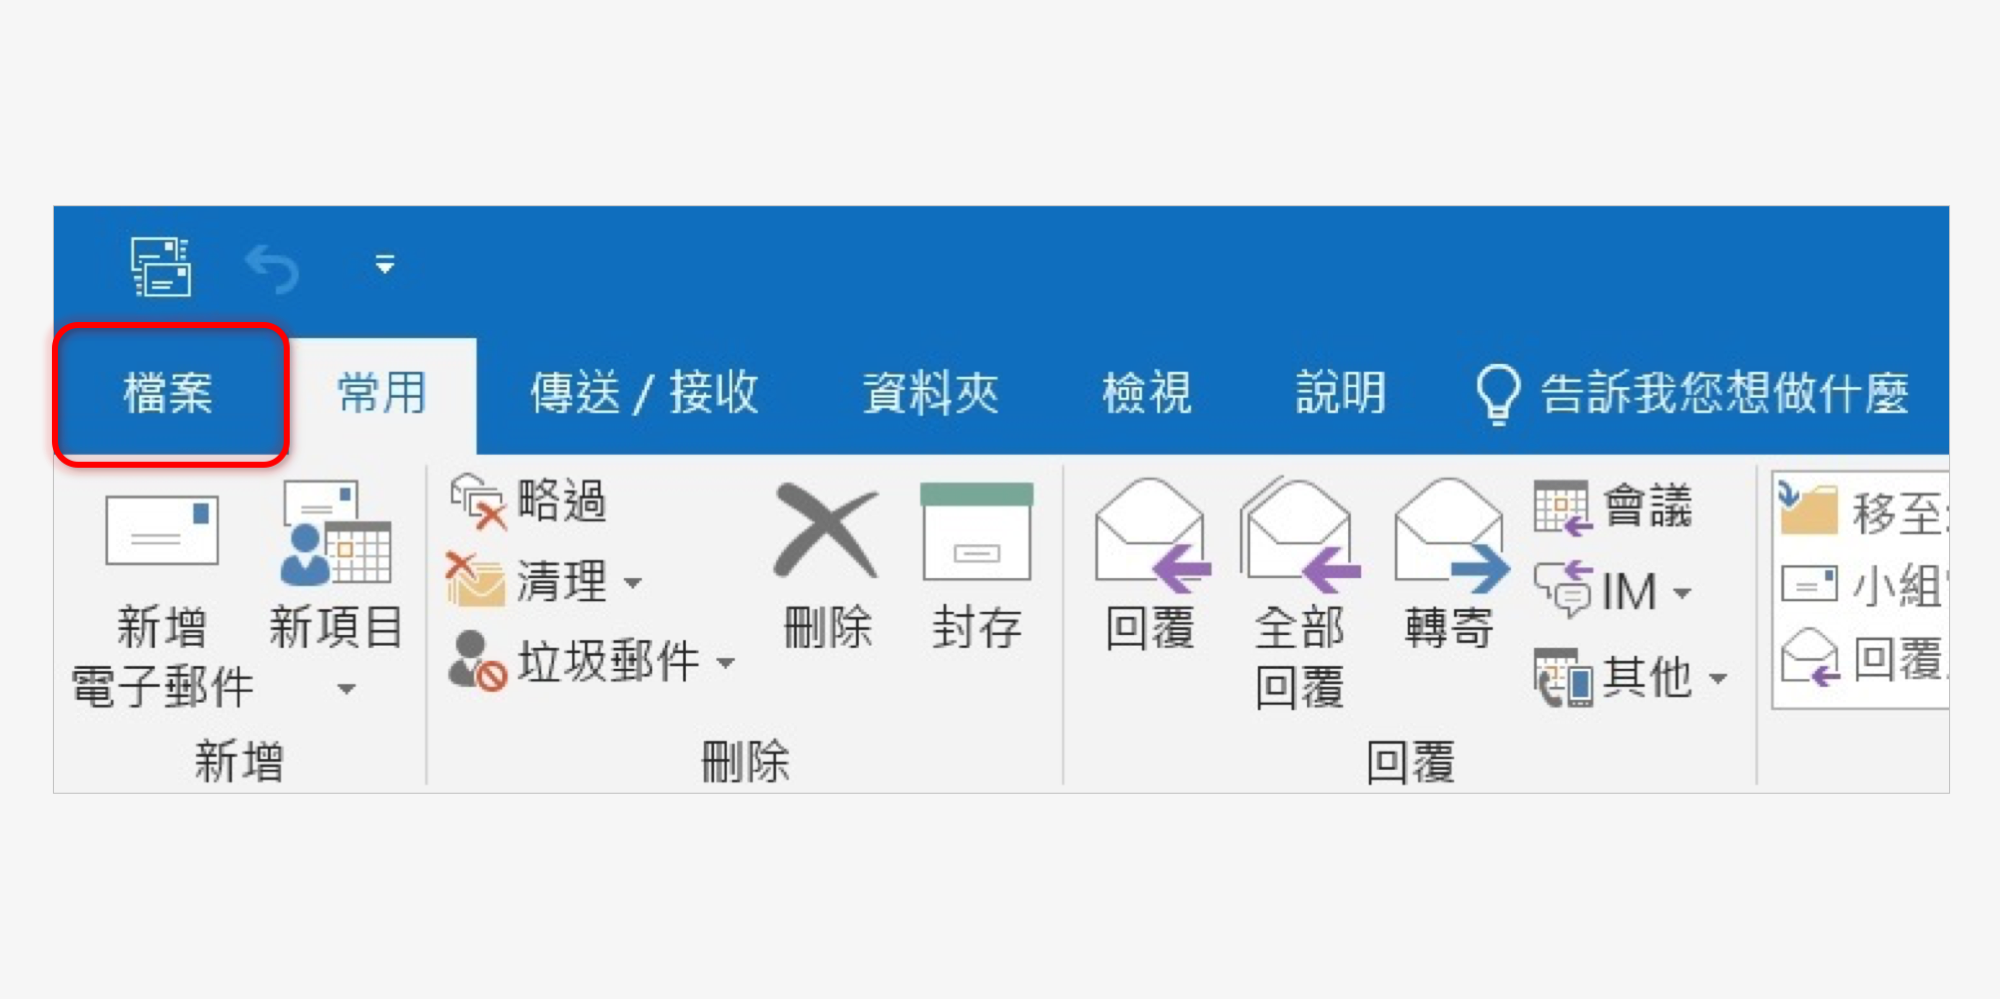 檔案
常用
傳送 / 接收
資料夾
檢視
說明
告訴我您想做什麼
新增
電子郵件
新項目
新增
略過
清理
垃圾郵件
刪除
封存
刪除
回覆
全部
回覆
轉寄
會議
IM
其他
回覆
移至
小組
回覆